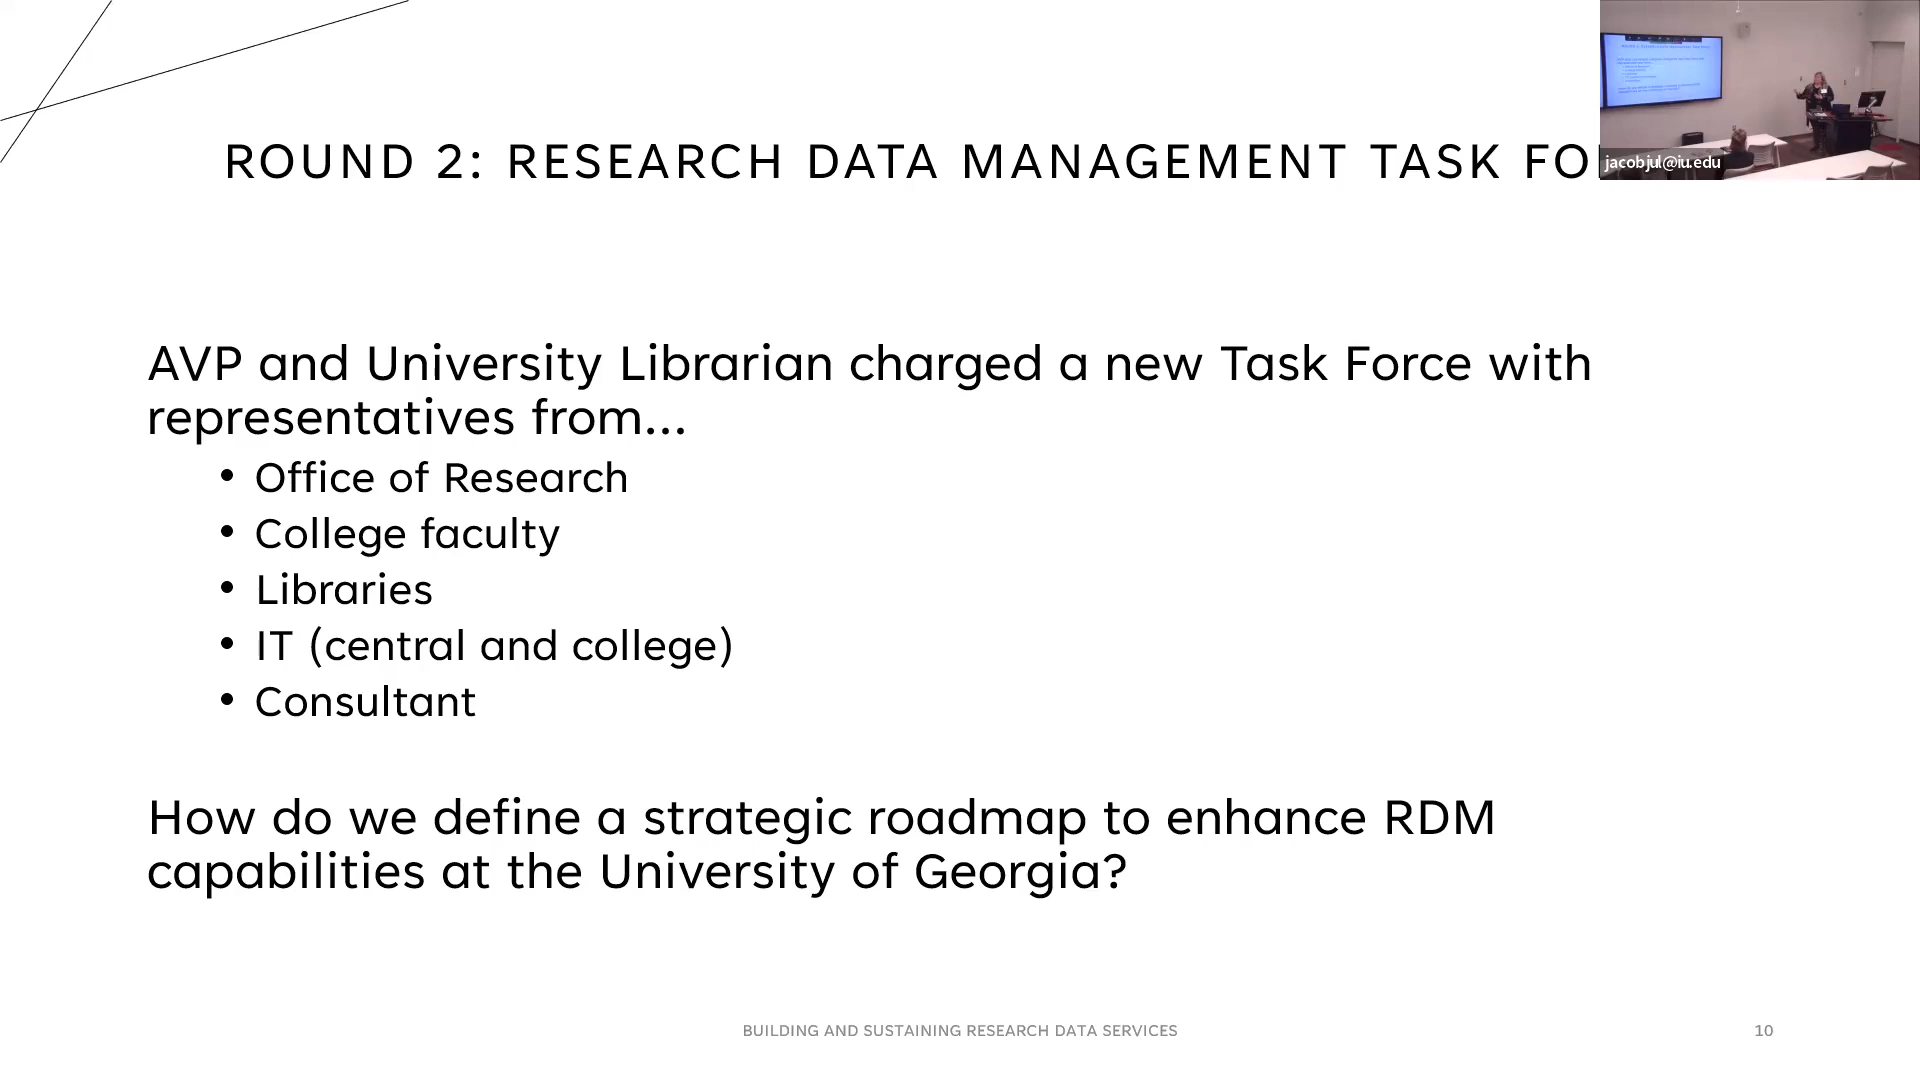 ROUND 2: RESEARCH DATA MANAGEMENT TASK FO
jacobjul@iu.edu
AVP and University Librarian charged a new Task Force with
representatives from...
• Office of Research
• College faculty
• Libraries
• IT (central and college)
• Consultant
How do we define a strategic roadmap to enhance RDM
capabilities at the University of Georgia?
BUILDING AND SUSTAINING RESEARCH DATA SERVICES
10